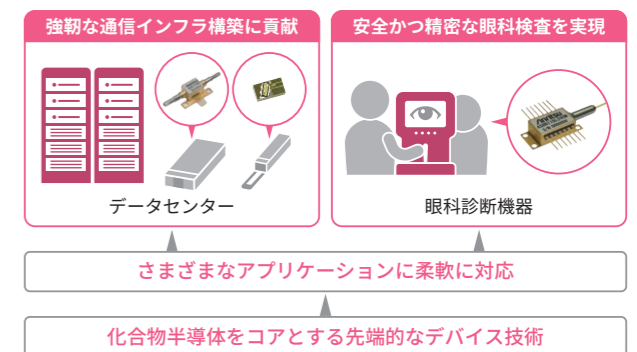 強靭な通信インフラ構築に貢献
安全かつ精密な眼科検査を実現
データセンター
眼科診断機器
さまざまなアプリケーションに柔軟に対応
化合物半導体をコアとする先端的なデバイス技術